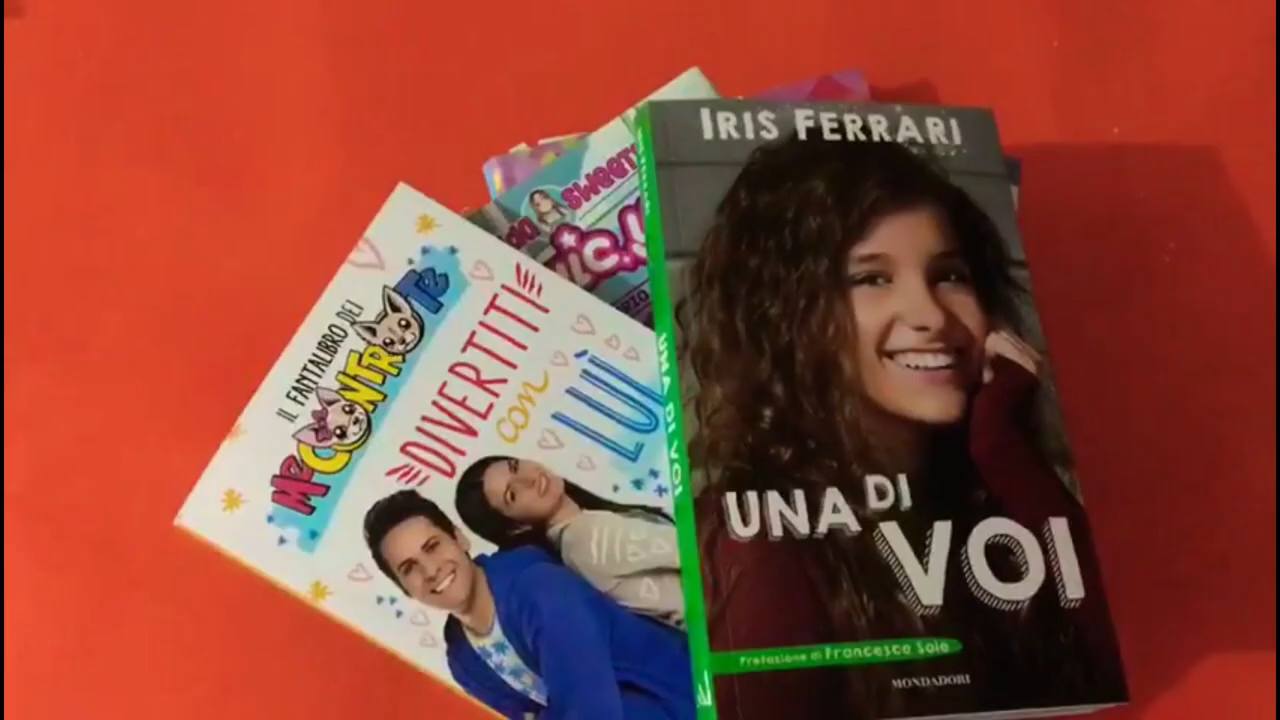 IRIS FERRARI
UNA DI
VOI
Prefazione di Francesco Sole
MONDADORI
UNA DI VOI
IL FANTALIBRO DEI
Me CONTRO Te
DIVERTITI
con
LUÌ